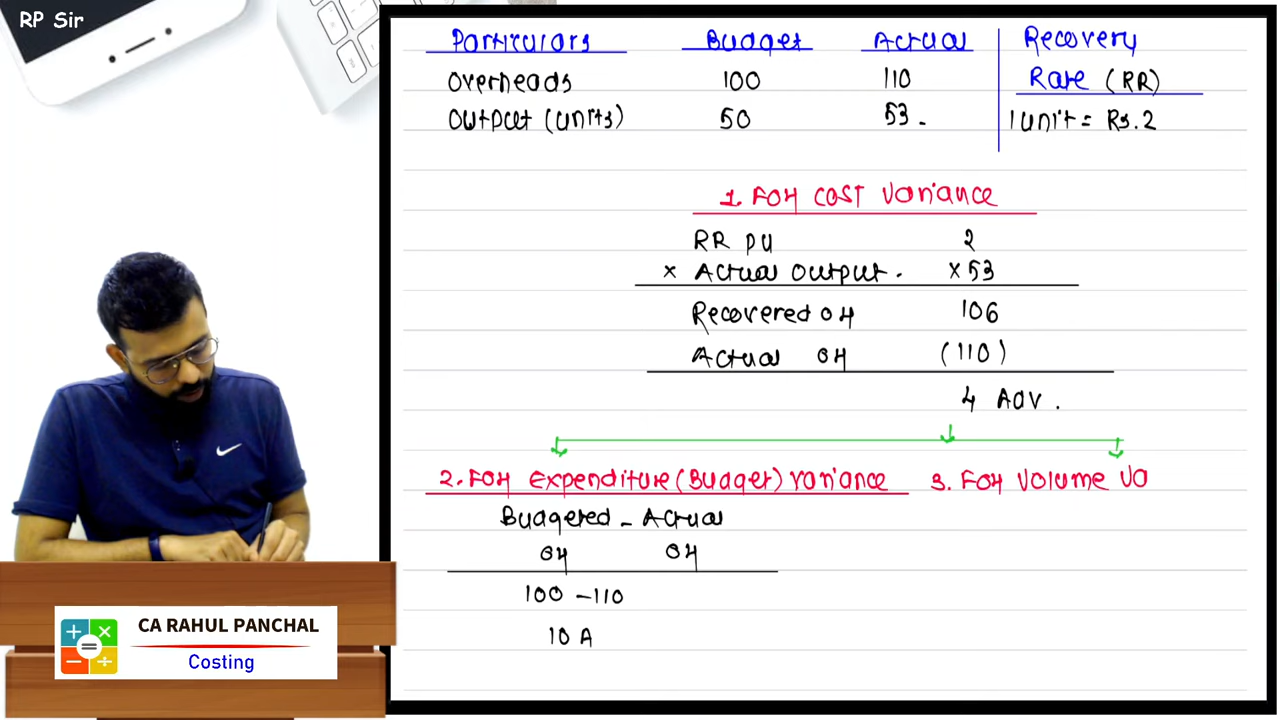 RP Sir
Particulars Budget Actual Recovery
Overheads 100 110 Rate (RR)
Output (units) 50 53 1 unit = Rs. 2
1. FOH COST Variance
RR PU 2
× Actual Output. × 53
Recovered OH 106
Actual OH (110)
4 Adv.
2. FOH Expenditure (Budget) Variance 3. FOH Volume Va
Budgeted - Actual
OH OH
100 - 110
10 A
CA RAHUL PANCHAL
Costing